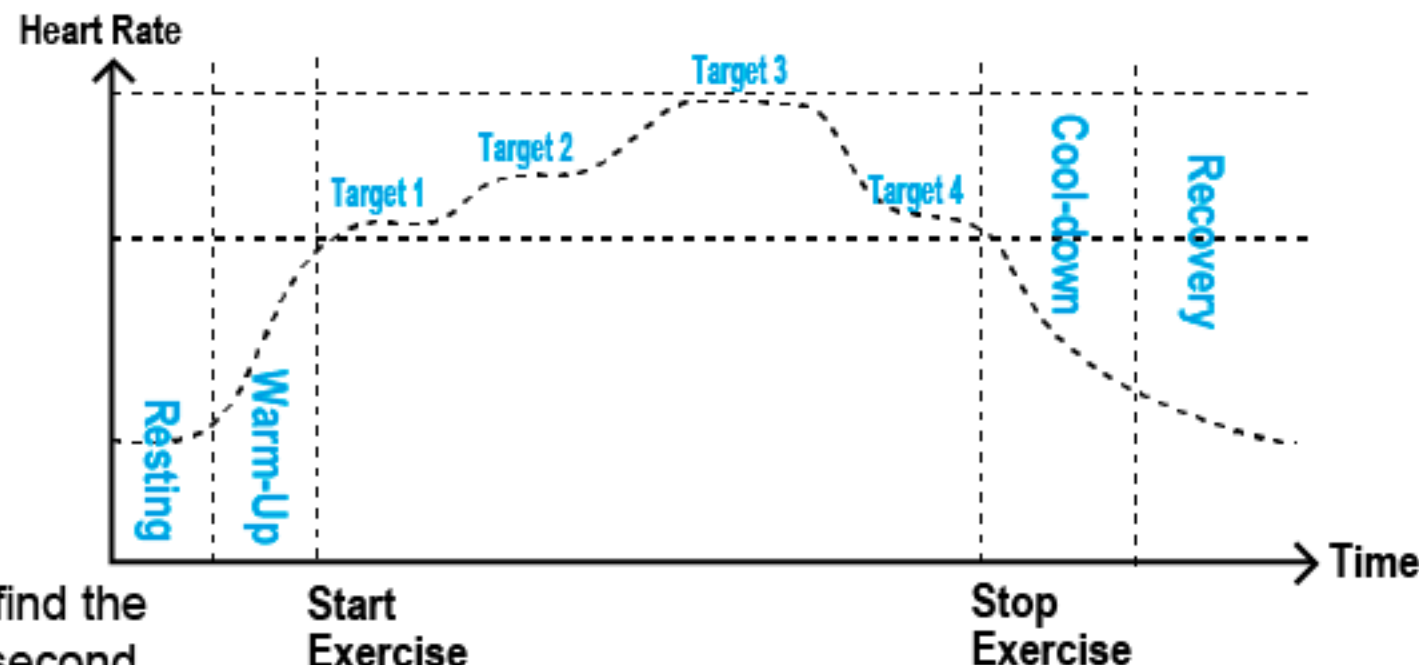 Heart Rate
Target 3
Target 2
Target 1
Target 4
Cool-down
Recovery
Resting
Warm-Up
Time
find the
second
Start
Exercise
Stop
Exercise